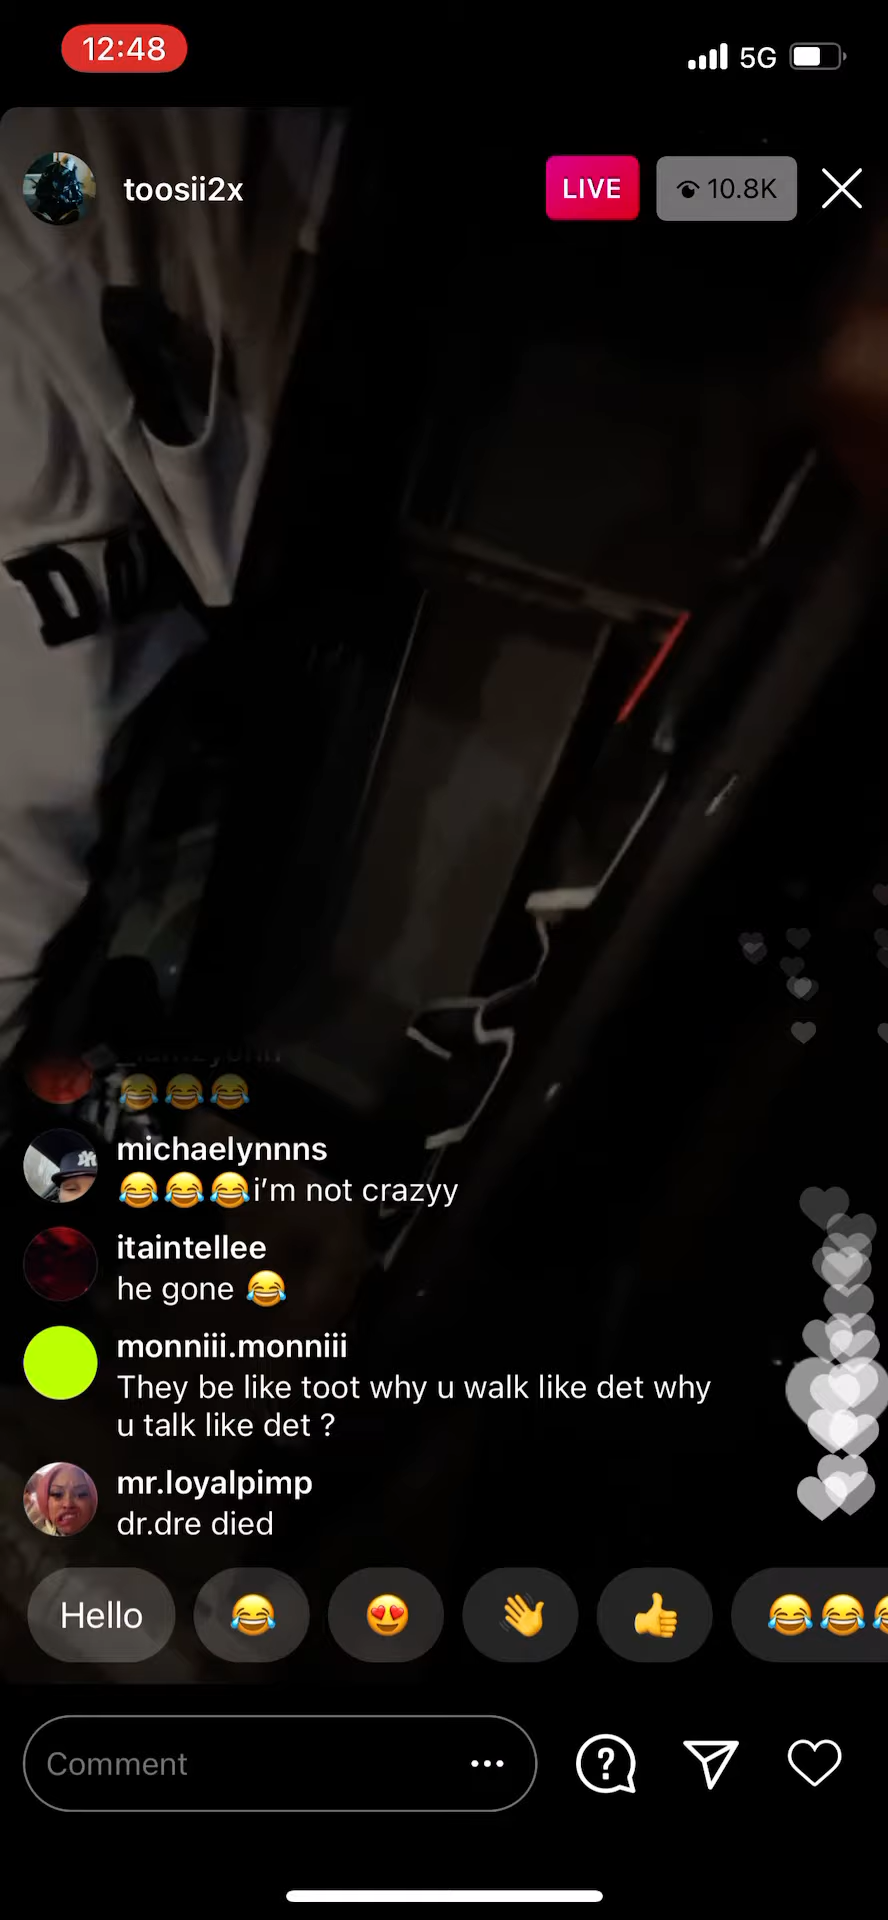 12:48
5G
toosii2x
LIVE
10.8K
😂😂😂
michaelynnns
😂😂😂i'm not crazyy
itaintellee
he gone 😂
monniii.monniii
They be like toot why u walk like det why
u talk like det ?
mr.loyalpimp
dr.dre died
Hello 😂 😍 👋 👍 😂😂
Comment